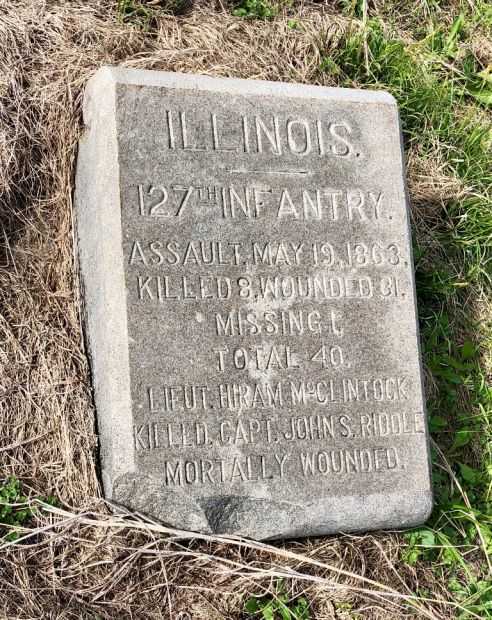 ILLINOIS.
127TH INFANTRY.
ASSAULT, MAY 19, 1863.
KILLED 8, WOUNDED 31,
MISSING 1,
TOTAL 40.
LIEUT. HIRAM McCLINTOCK
KILLED, CAPT. JOHN S. RIDDLE
MORTALLY WOUNDED.